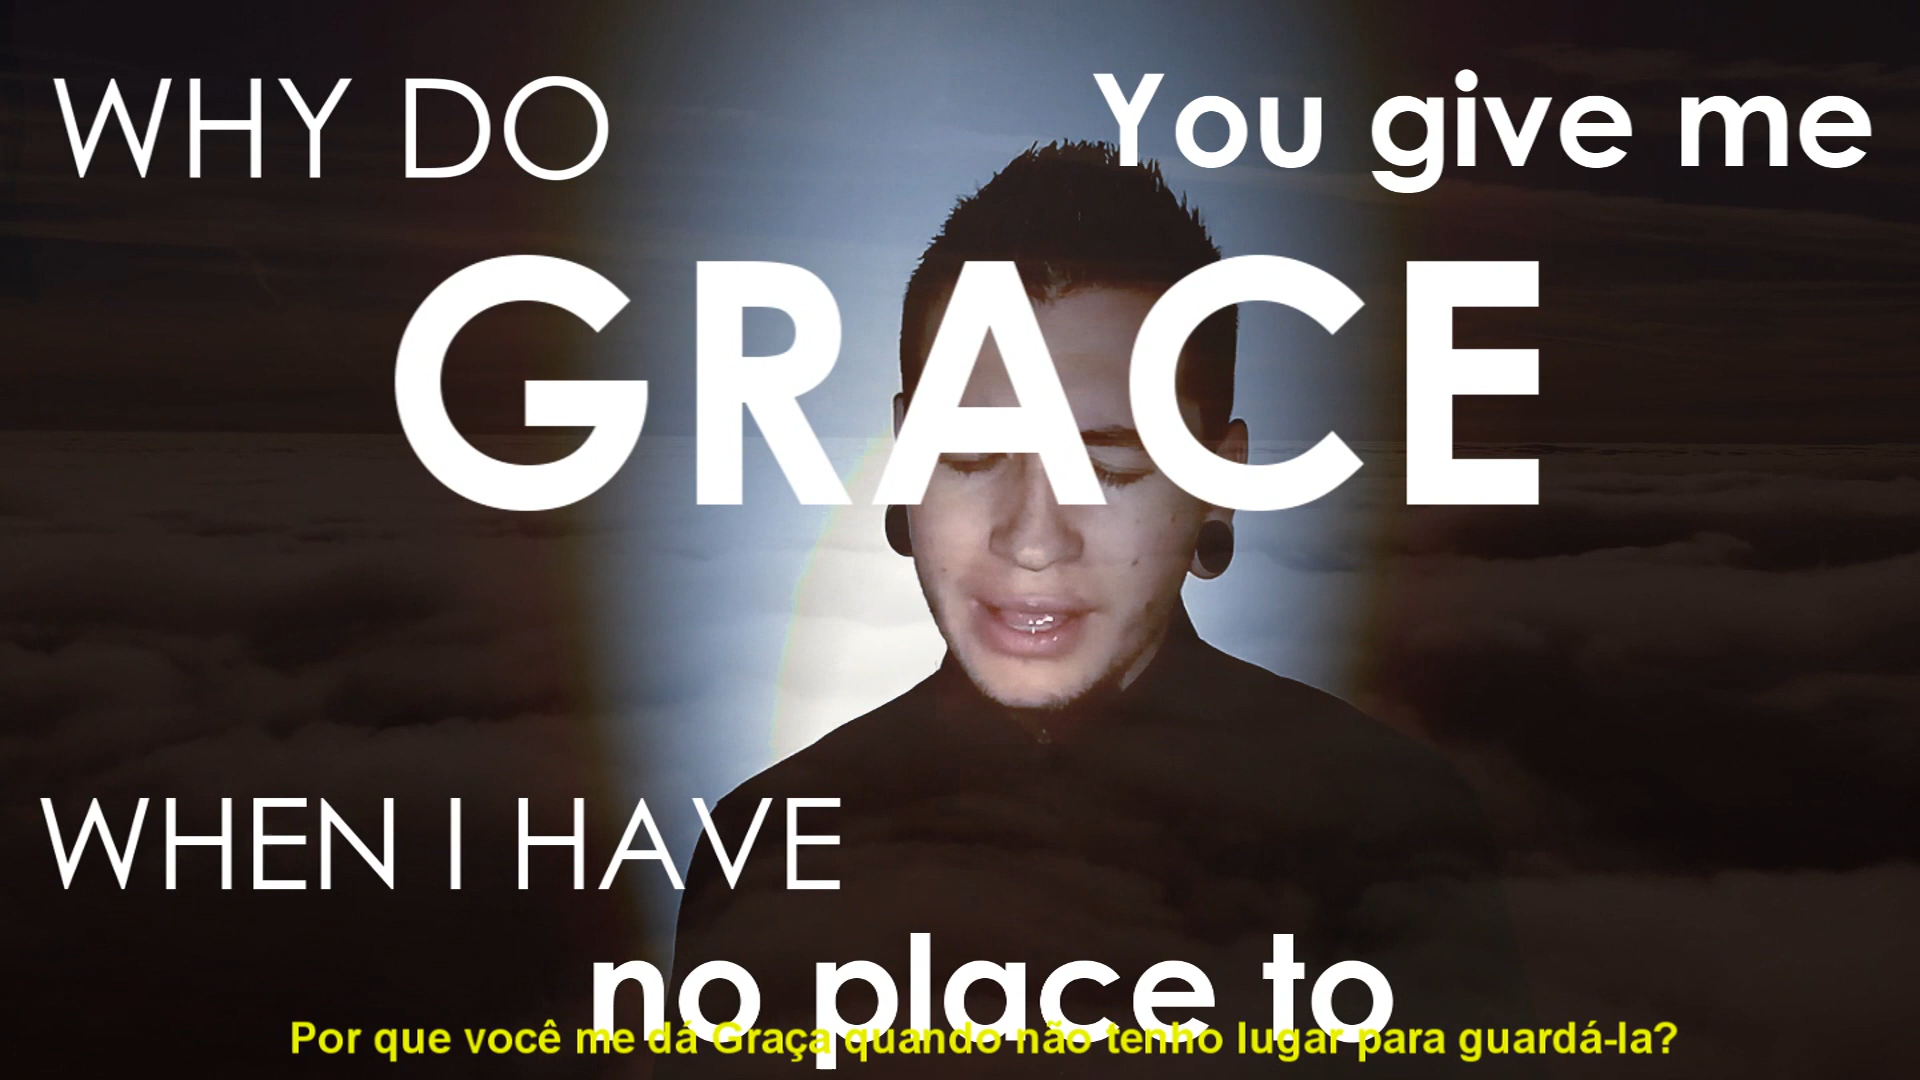 WHY DO You give me
GRACE
WHEN I HAVE
no place to
Por que você me dá Graça quando não tenho lugar para guardá-la?